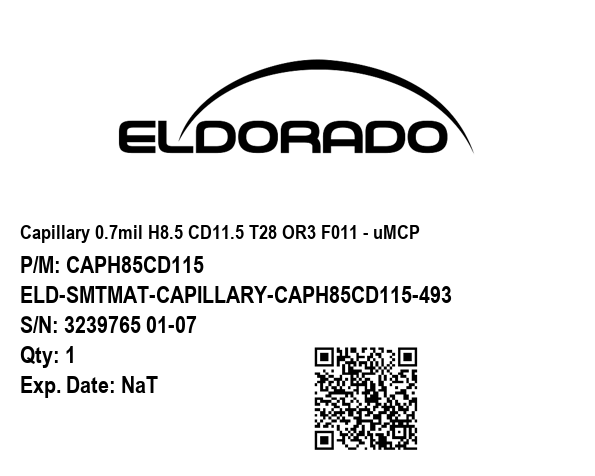 ELDORADO
Capillary 0.7mil H8.5 CD11.5 T28 OR3 F011 - uMCP
P/M: CAPH85CD115
ELD-SMTMAT-CAPILLARY-CAPH85CD115-493
S/N: 3239765 01-07
Qty: 1
Exp. Date: NaT